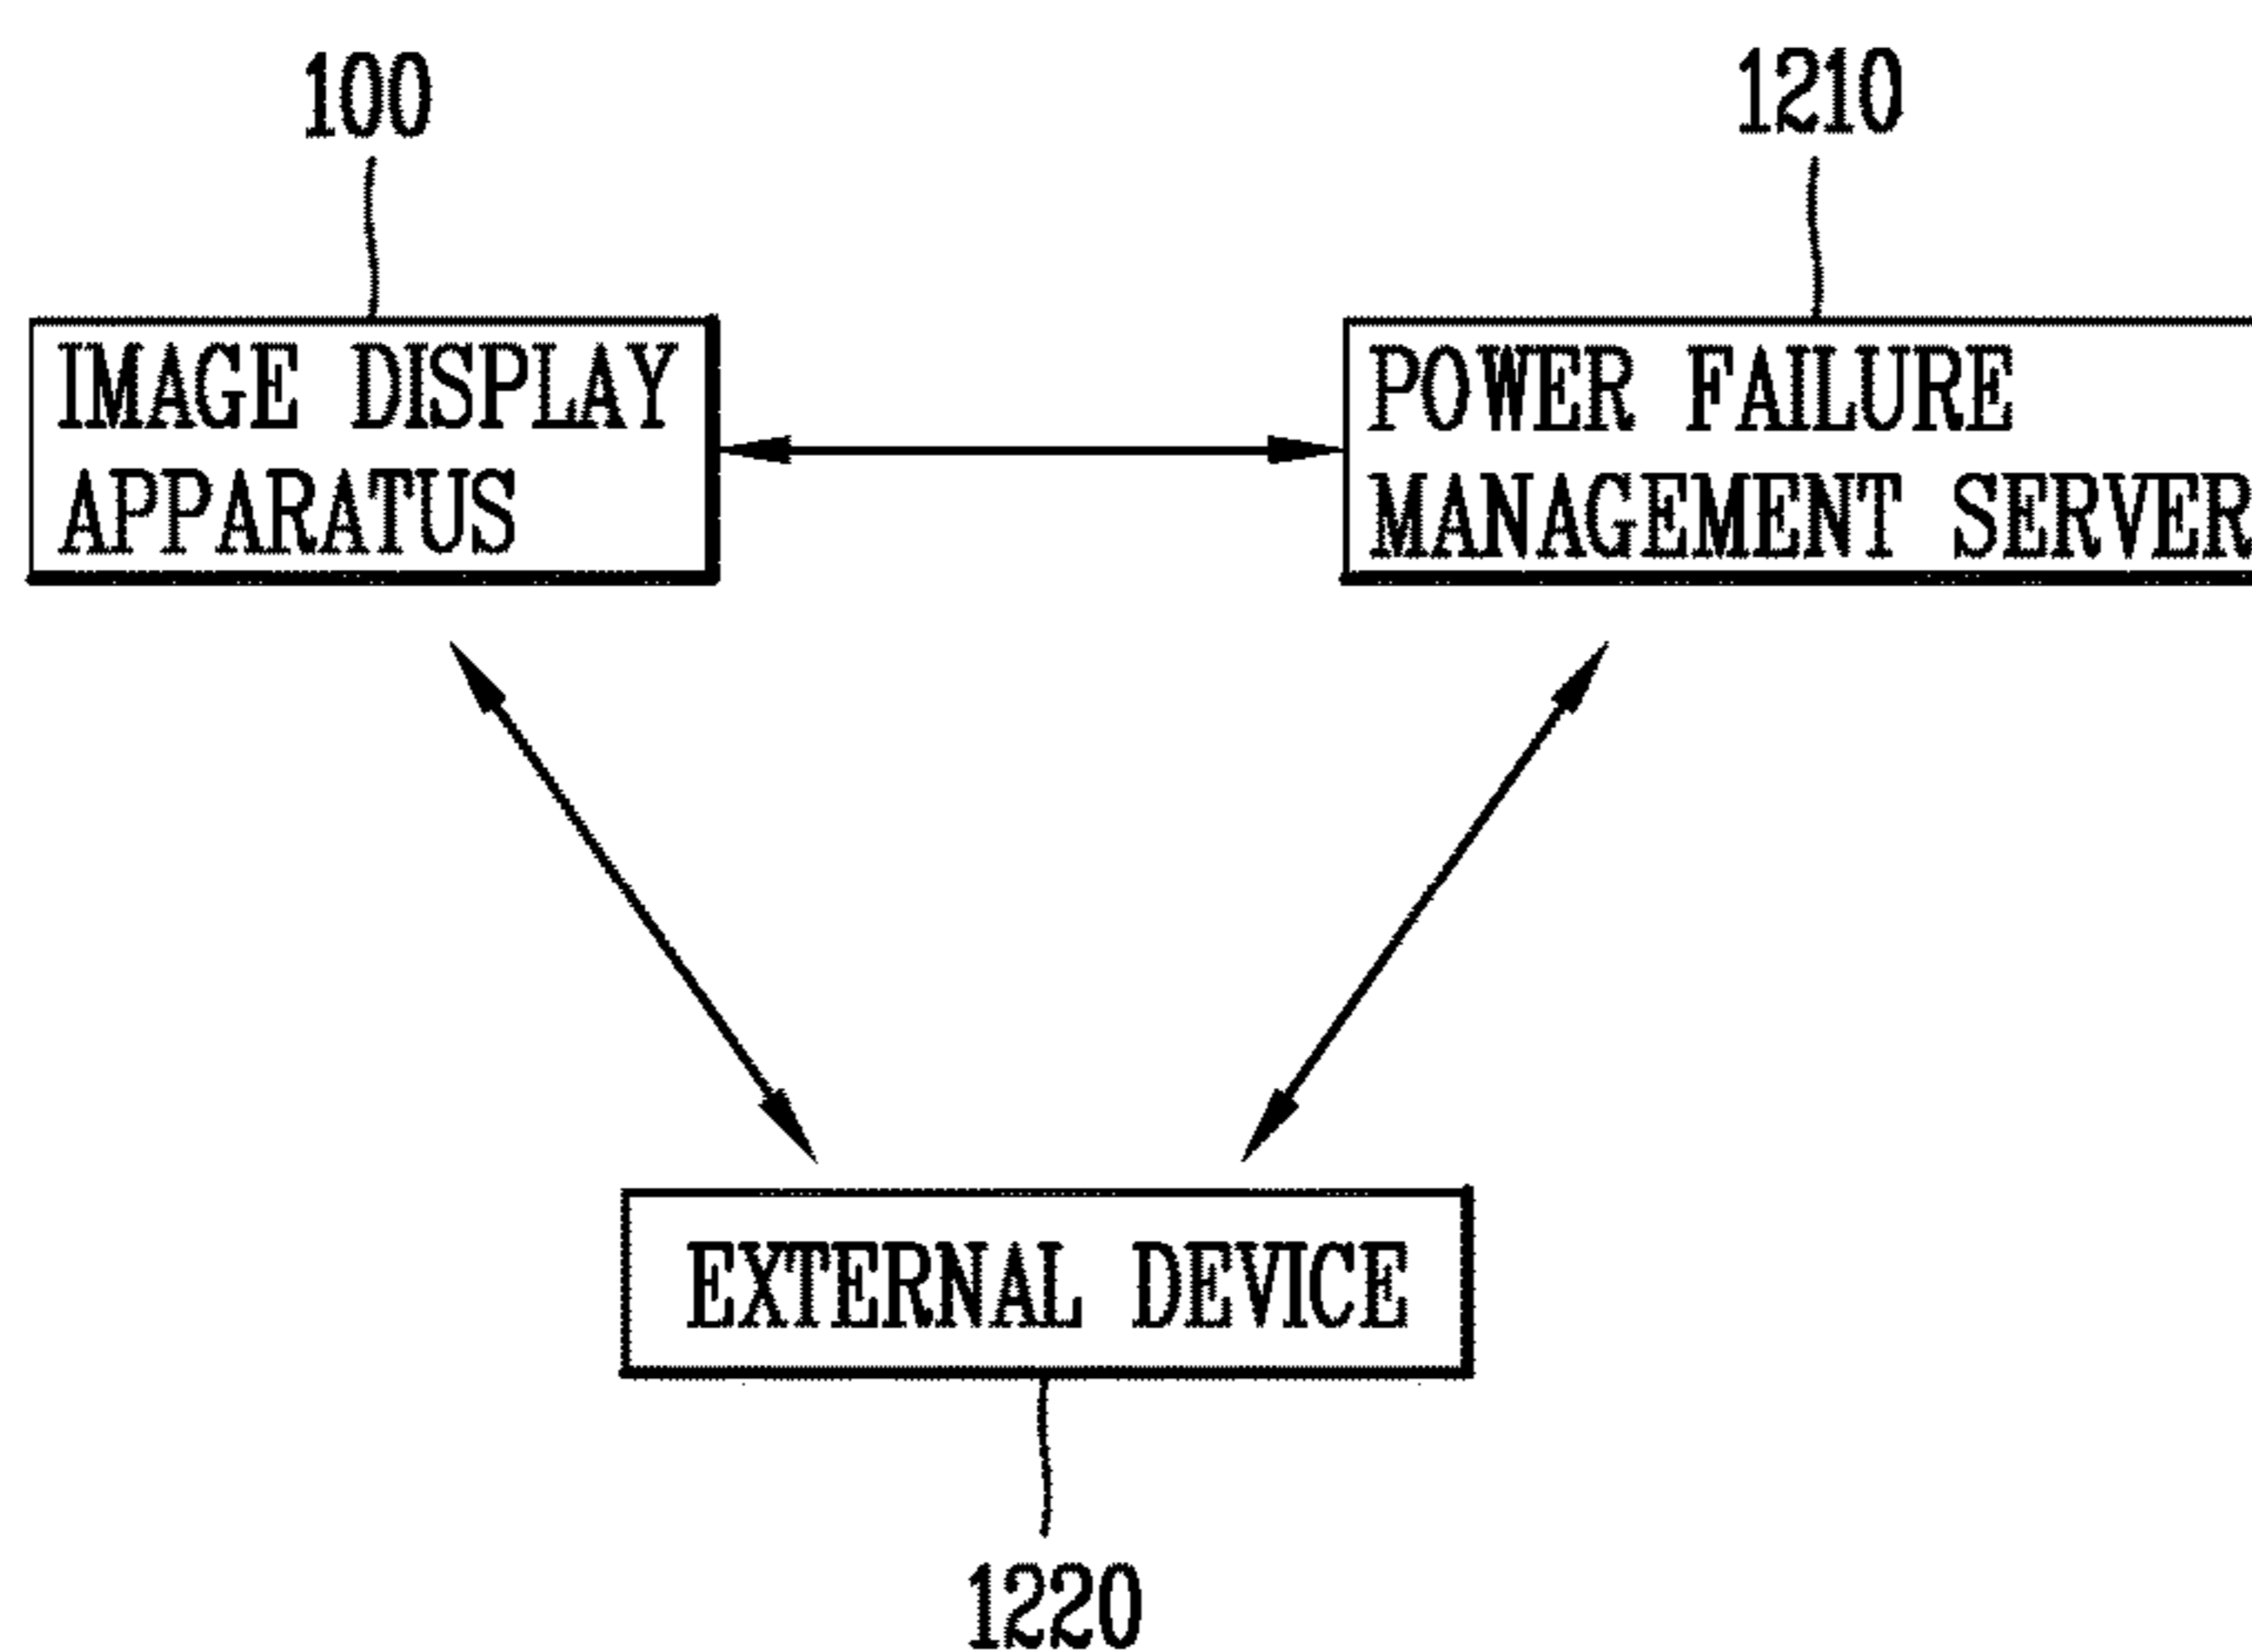 100
1210
IMAGE DISPLAY
APPARATUS
POWER FAILURE
MANAGEMENT SERVER
EXTERNAL DEVICE
1220